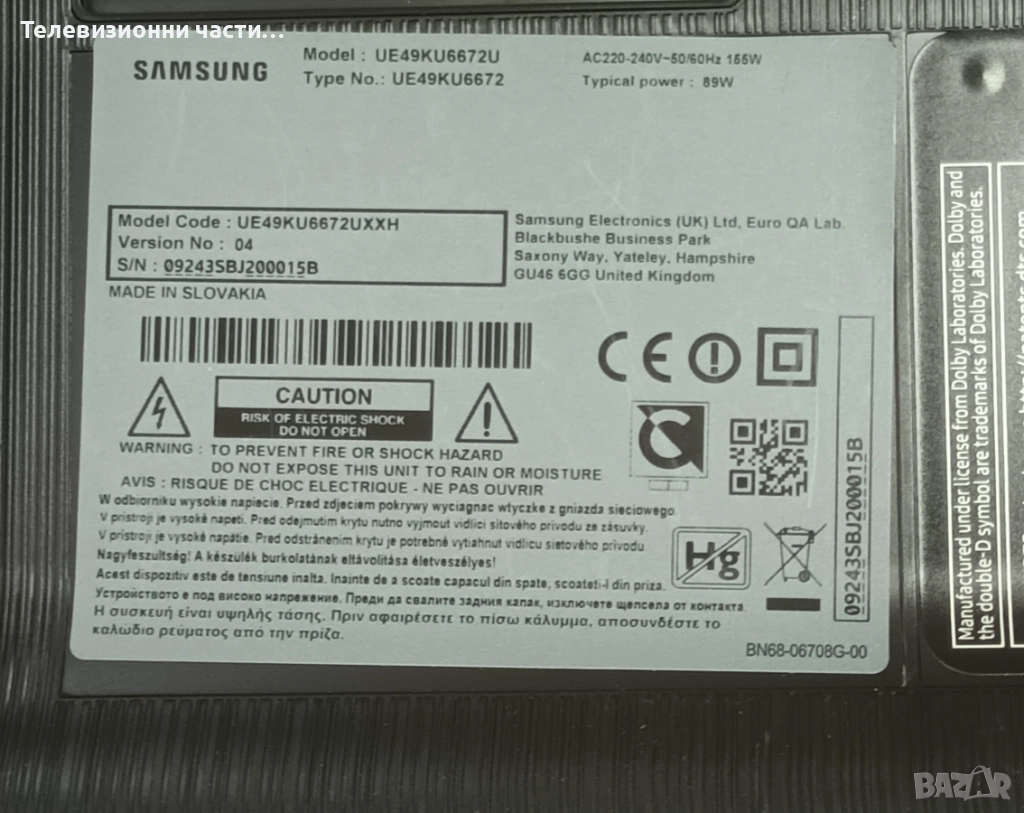 Телевизионни части...
SAMSUNG
Model : UE49KU6672U
Type No.: UE49KU6672
AC220-240V~50/60Hz 155W
Typical power : 89W
Model Code : UE49KU6672UXXH
Version No : 04
S/N : 09243SBJ200015B
MADE IN SLOVAKIA
Samsung Electronics (UK) Ltd, Euro QA Lab.
Blackbushe Business Park
Saxony Way, Yateley, Hampshire
GU46 6GG United Kingdom
CAUTION
RISK OF ELECTRIC SHOCK
DO NOT OPEN
WARNING : TO PREVENT FIRE OR SHOCK HAZARD
DO NOT EXPOSE THIS UNIT TO RAIN OR MOISTURE
AVIS : RISQUE DE CHOC ELECTRIQUE - NE PAS OUVRIR
W odbiorniku wysokie napiecie. Przed zdjeciem pokrywy wyciagnac wtyczke z gniazda sieciowego.
V pristroji je vysoké napeti. Pred odejmutim krytu nutno vyjmout vidlici sitového privodu ze zásuvky.
V pristroji je vysoké napätie. Pred odstránením krytu je potrebné vytiahnut vidlicu sietového prívodu.
Nagyfeszultség! A készülék burkolatának eltávolítása életveszélyes!
Acest dispozitiv este de tensiune inalta. Inainte de a scoate capacul din spate, scoateti-l din priza.
Устройството е под високо напрежение. Преди да свалите задния капак, изключете щепсела от контакта.
Η συσκευή είναι υψηλής τάσης. Πριν αφαιρέσετε το πίσω κάλυμμα, αποσυνδέστε το
καλώδιο ρεύματος από την πρίζα.
Hg
09243SBJ200015B
BN68-06708G-00
Manufactured under license from Dolby Laboratories. Dolby and
the double-D symbol are trademarks of Dolby Laboratories.
BAZAR